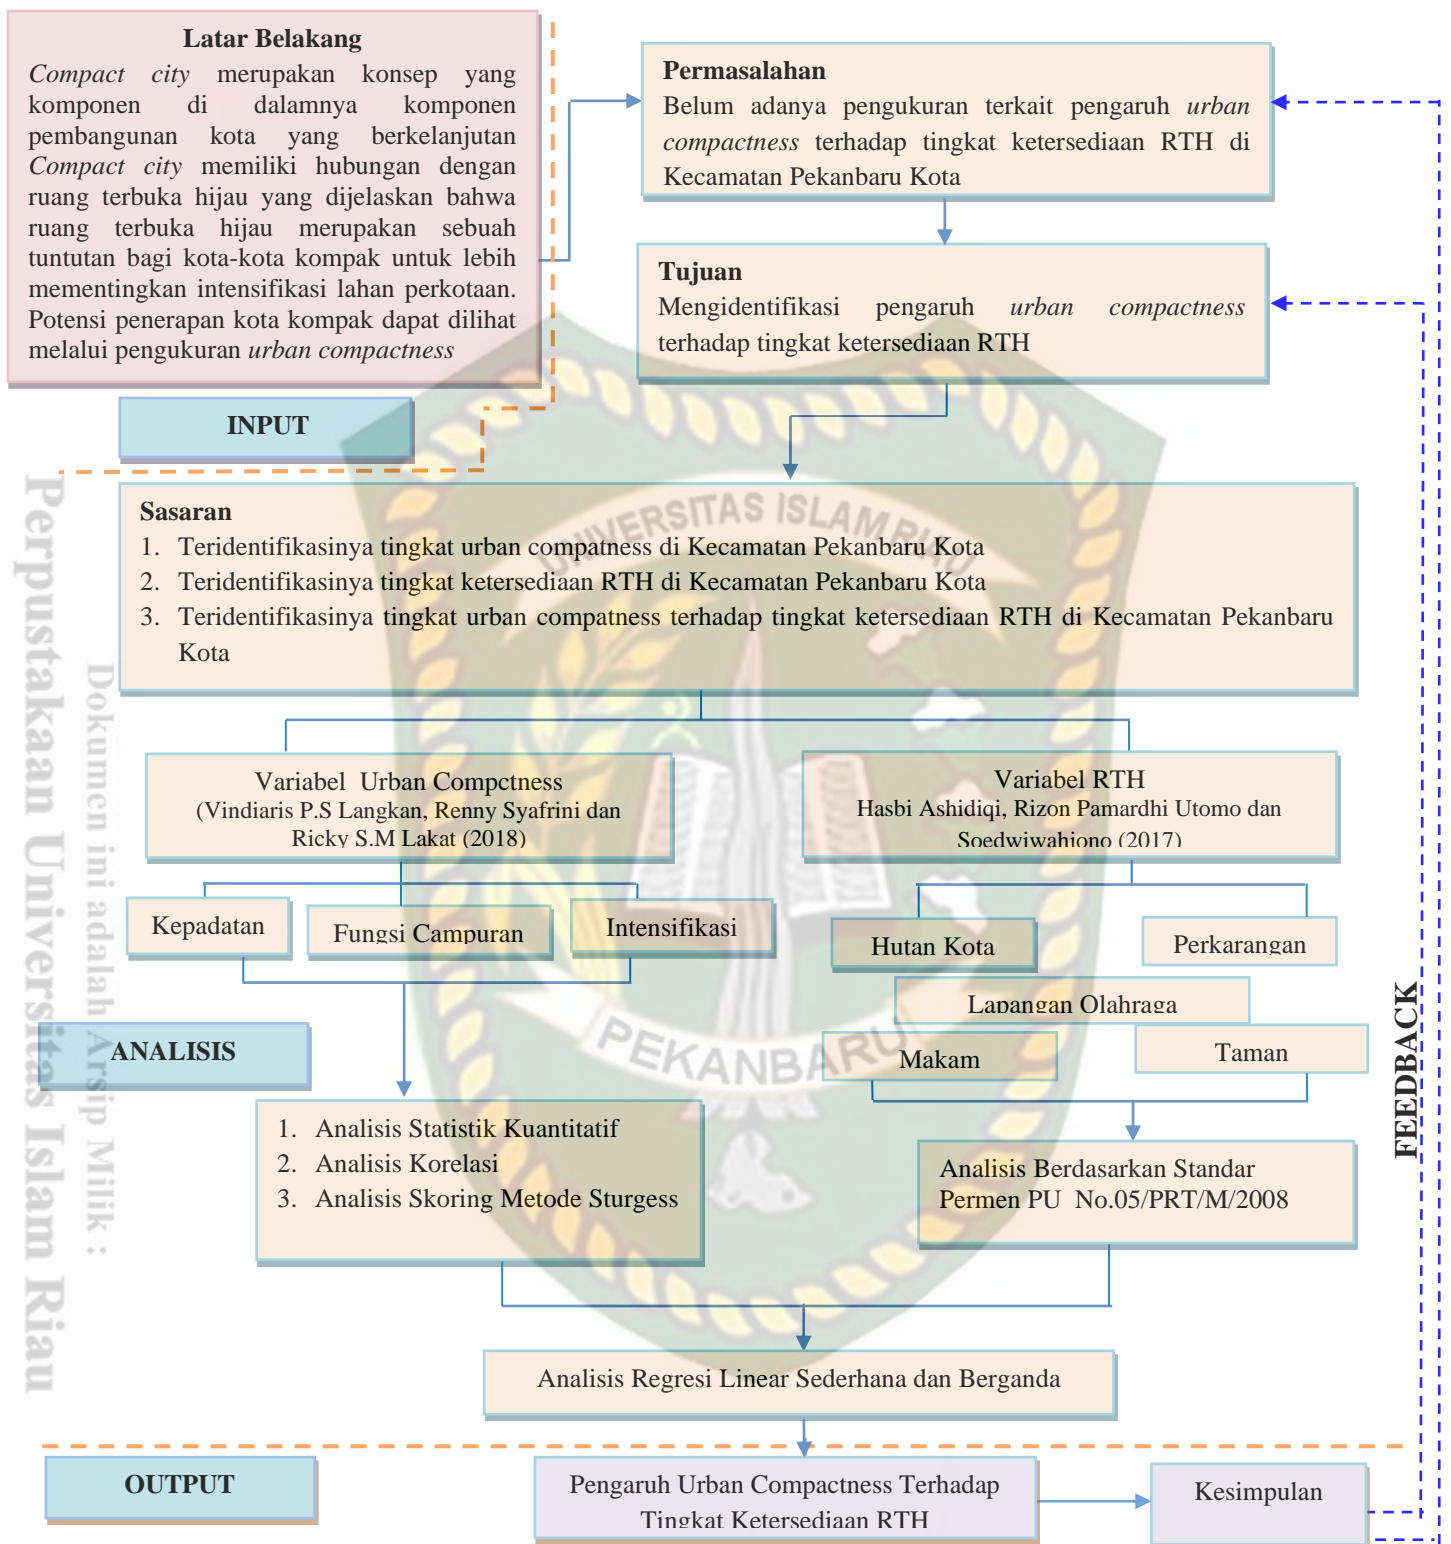 Latar Belakang
Compact city merupakan konsep yang
komponen di dalamnya komponen
pembangunan kota yang berkelanjutan
Compact city memiliki hubungan dengan
ruang terbuka hijau yang dijelaskan bahwa
ruang terbuka hijau merupakan sebuah
tuntutan bagi kota-kota kompak untuk lebih
mementingkan intensifikasi lahan perkotaan.
Potensi penerapan kota kompak dapat dilihat
melalui pengukuran urban compactness
Permasalahan
Belum adanya pengukuran terkait pengaruh urban
compactness terhadap tingkat ketersediaan RTH di
Kecamatan Pekanbaru Kota
Tujuan
Mengidentifikasi pengaruh urban compactness
terhadap tingkat ketersediaan RTH
INPUT
Sasaran
1. Teridentifikasinya tingkat urban compatness di Kecamatan Pekanbaru Kota
2. Teridentifikasinya tingkat ketersediaan RTH di Kecamatan Pekanbaru Kota
3. Teridentifikasinya tingkat urban compatness terhadap tingkat ketersediaan RTH di Kecamatan Pekanbaru
Kota
Variabel Urban Compctness
(Vindiaris P.S Langkan, Renny Syafrini dan
Ricky S.M Lakat (2018)
Variabel RTH
Hasbi Ashidiqi, Rizon Pamardhi Utomo dan
Soedwiwahjono (2017)
Kepadatan
Fungsi Campuran
Intensifikasi
Hutan Kota
Perkarangan
Lapangan Olahraga
Makam
Taman
ANALISIS
1. Analisis Statistik Kuantitatif
2. Analisis Korelasi
3. Analisis Skoring Metode Sturgess
Analisis Berdasarkan Standar
Permen PU No.05/PRT/M/2008
Analisis Regresi Linear Sederhana dan Berganda
OUTPUT
Pengaruh Urban Compactness Terhadap
Tingkat Ketersediaan RTH
Kesimpulan
FEEDBACK
UNIVERSITAS ISLAM RIAU
PEKANBARU
Dokumen ini adalah Arsip Milik :
Perpustakaan Universitas Islam Riau